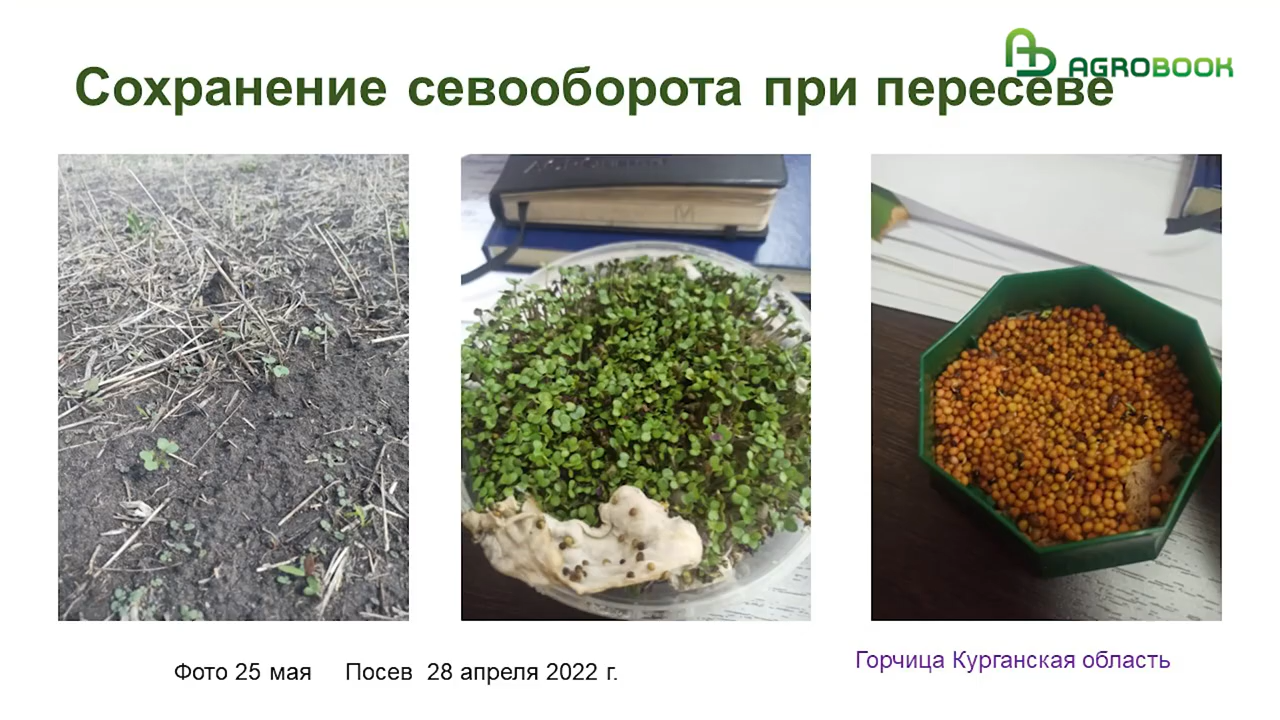 AGROBOOK
Сохранение севооборота при пересеве
Фото 25 мая Посев 28 апреля 2022 г.
Горчица Курганская область